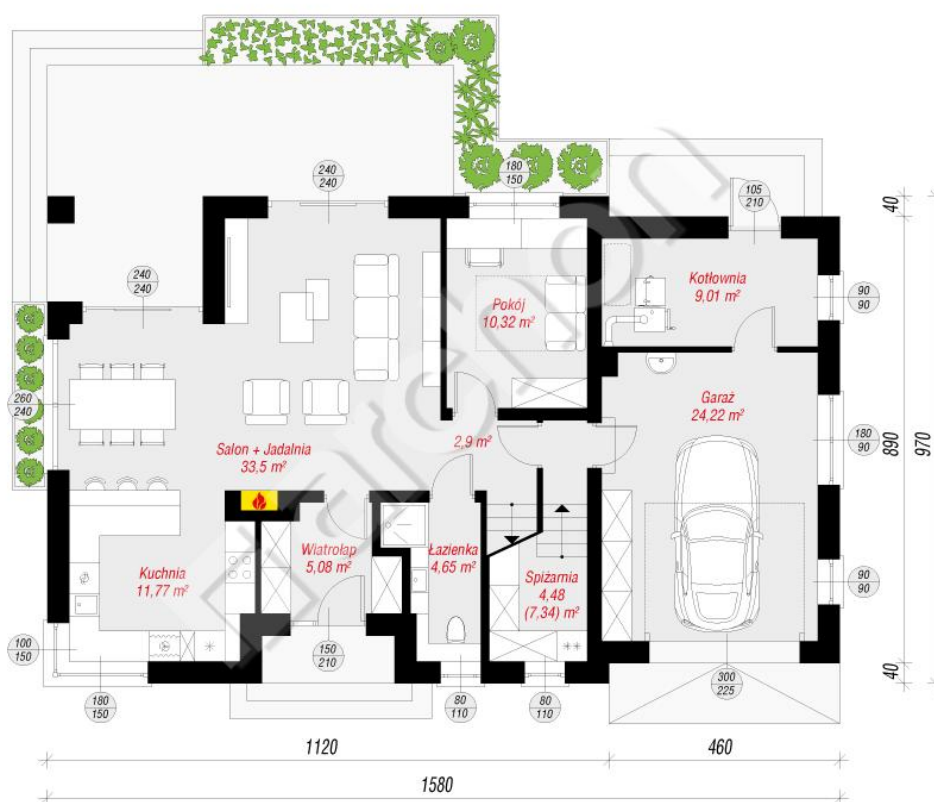 240
240
180
150
105
210
40
240
240
Kotłownia
9,01 m²
90
90
Pokój
10,32 m²
260
240
Garaż
24,22 m²
180
90
890
970
Salon + Jadalnia
33,5 m²
2,9 m²
Wiatrołap
5,08 m²
Łazienka
4,65 m²
Kuchnia
11,77 m²
Spiżarnia
4,48
(7,34) m²
90
90
100
150
150
210
180
150
80
110
80
110
300
225
40
1120
460
1580
archon